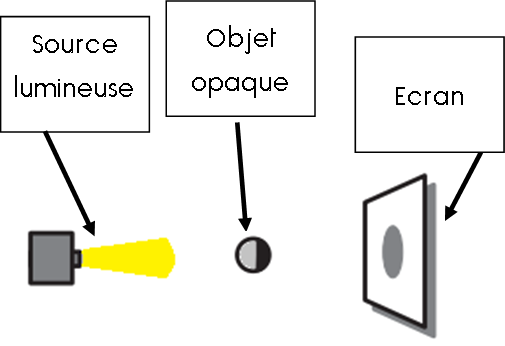 Source
lumineuse
Objet
opaque
Ecran